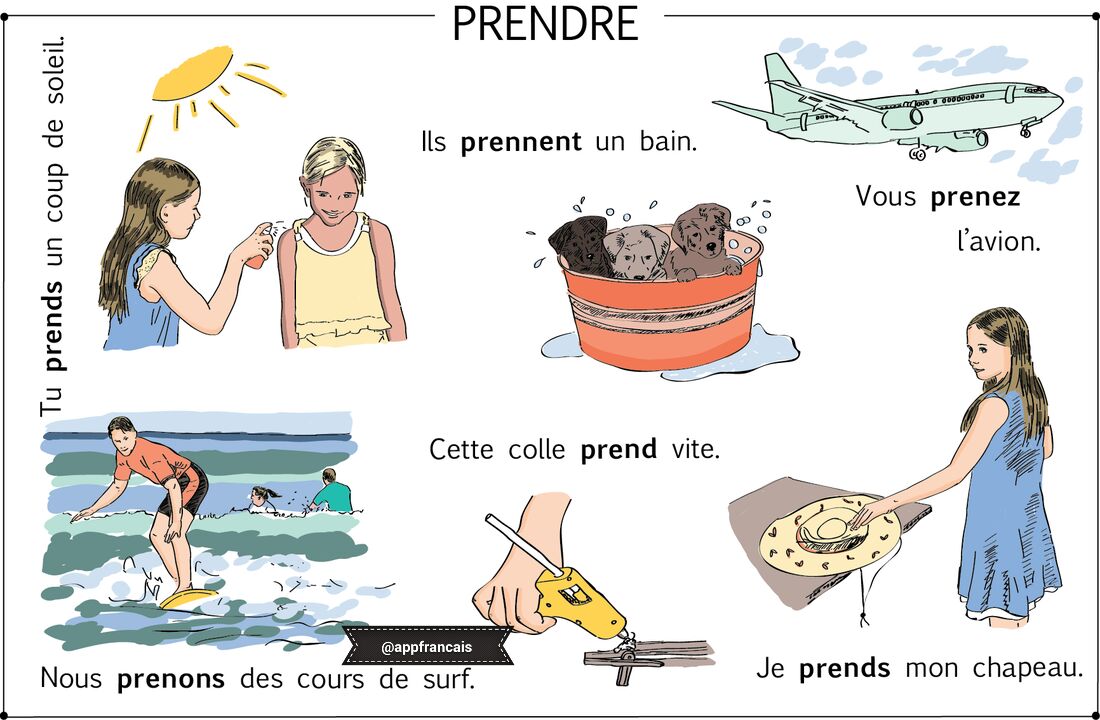 PRENDRE
Tu prends un coup de soleil.
Ils prennent un bain.
Vous prenez
l'avion.
Cette colle prend vite.
@appfrancais
Nous prenons des cours de surf.
Je prends mon chapeau.